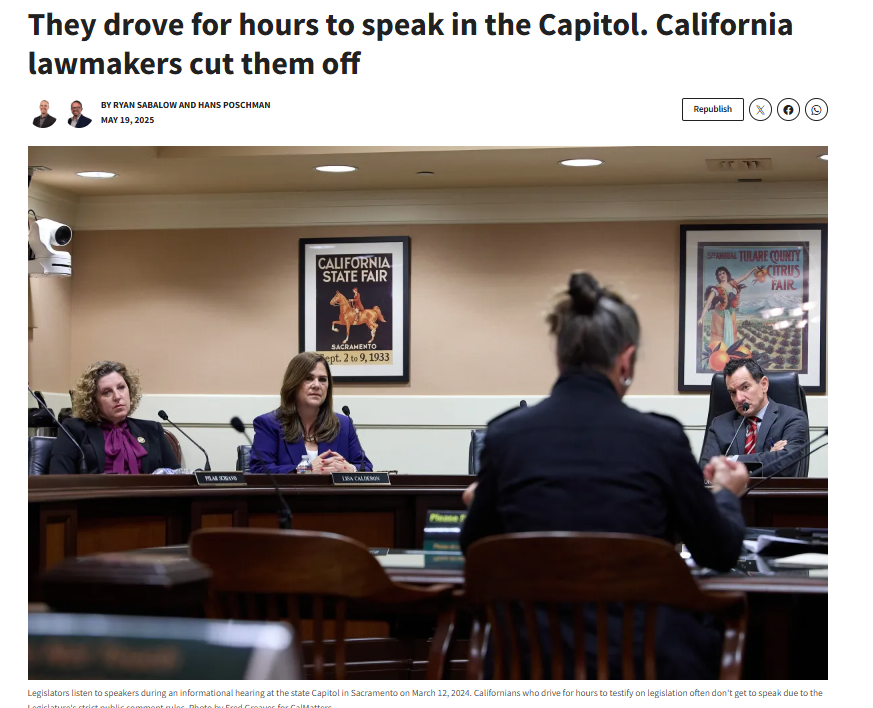 They drove for hours to speak in the Capitol. California
lawmakers cut them off
BY RYAN SABALOW AND HANS POSCHMAN
MAY 19, 2025
Republish
CALIFORNIA
STATE FAIR
SACRAMENTO
Sept. 2 to 9, 1933
ANNUAL TULARE COUNTY
CITRUS
FAIR
PILAR SCHIAVO
LISA CALDERON
Please
Legislators listen to speakers during an informational hearing at the state Capitol in Sacramento on March 12, 2024. Californians who drive for hours to testify on legislation often don't get to speak due to the
Legislature's strict public comment rules. Photo by Fred Greaves for CalMatters